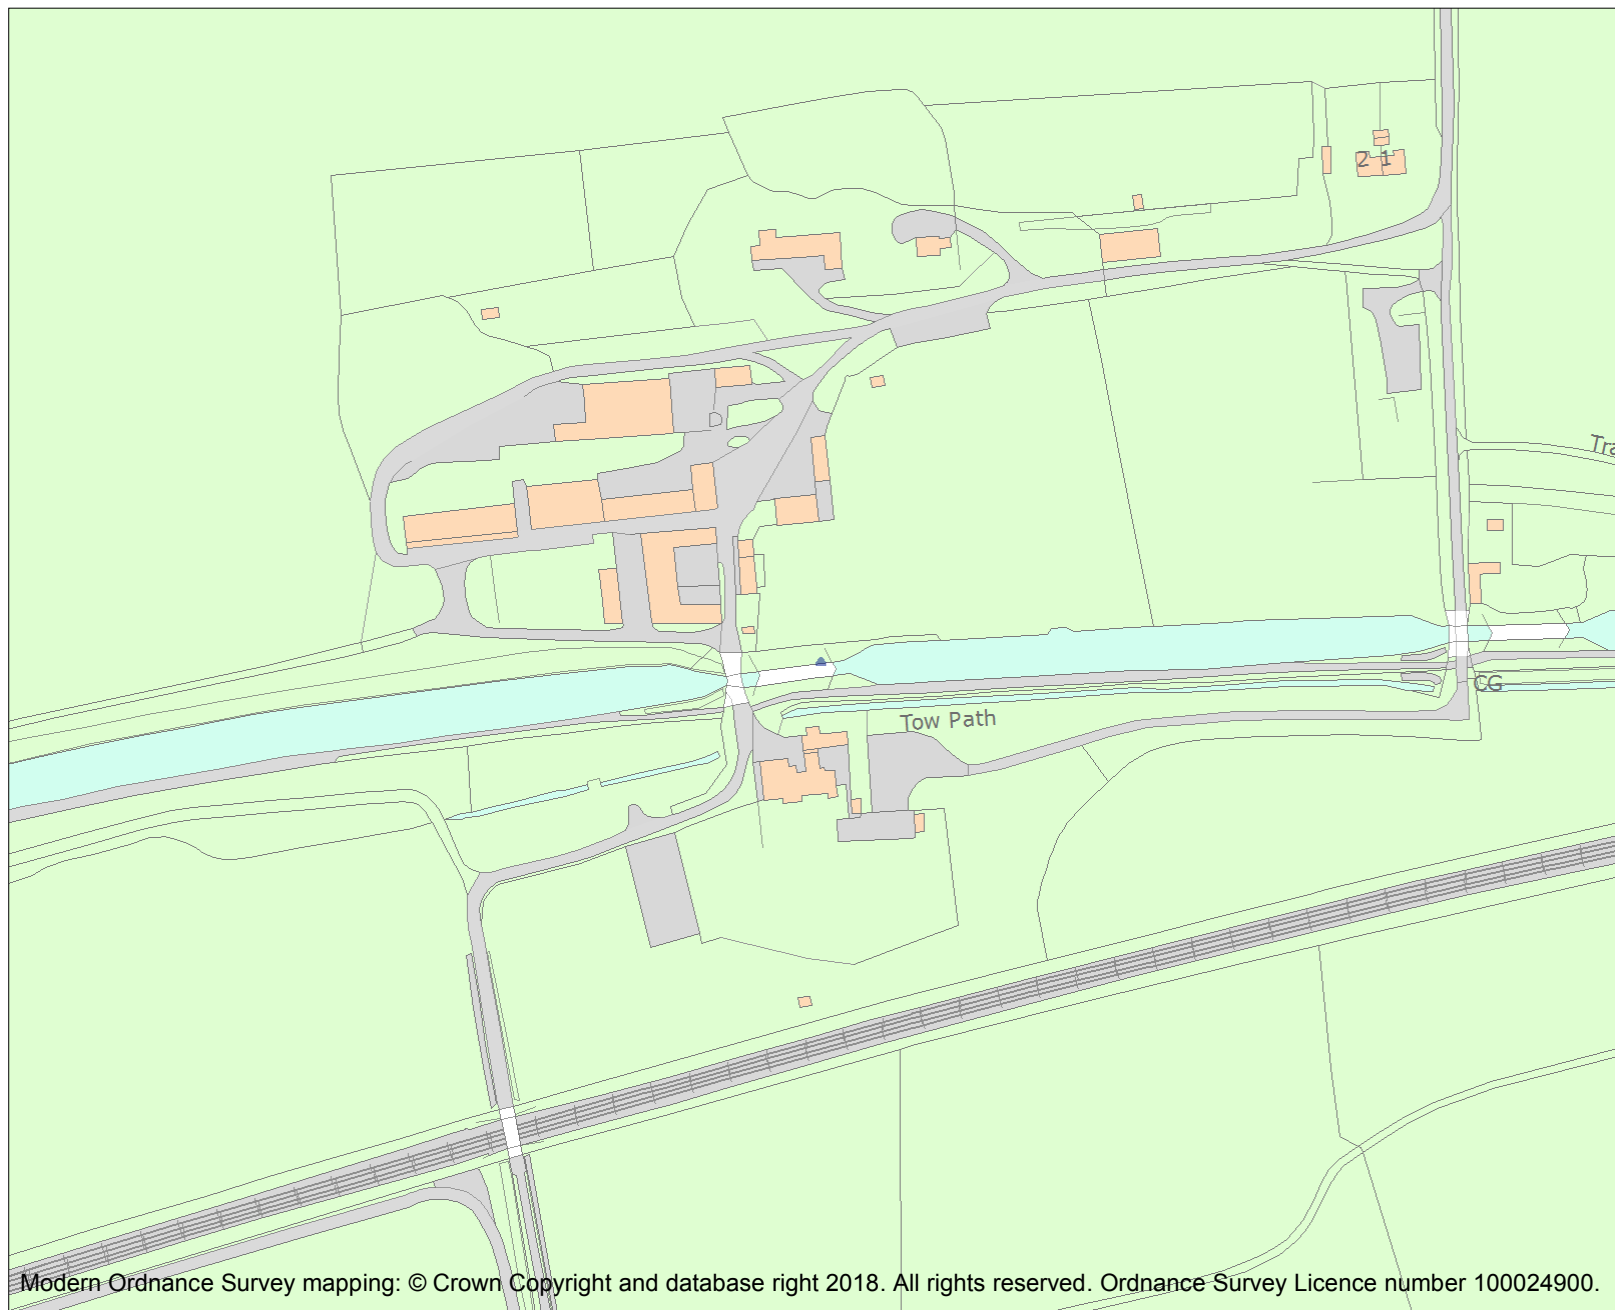 2 1
Tra
CG
Tow Path
Modern Ordnance Survey mapping: © Crown Copyright and database right 2018. All rights reserved. Ordnance Survey Licence number 100024900.